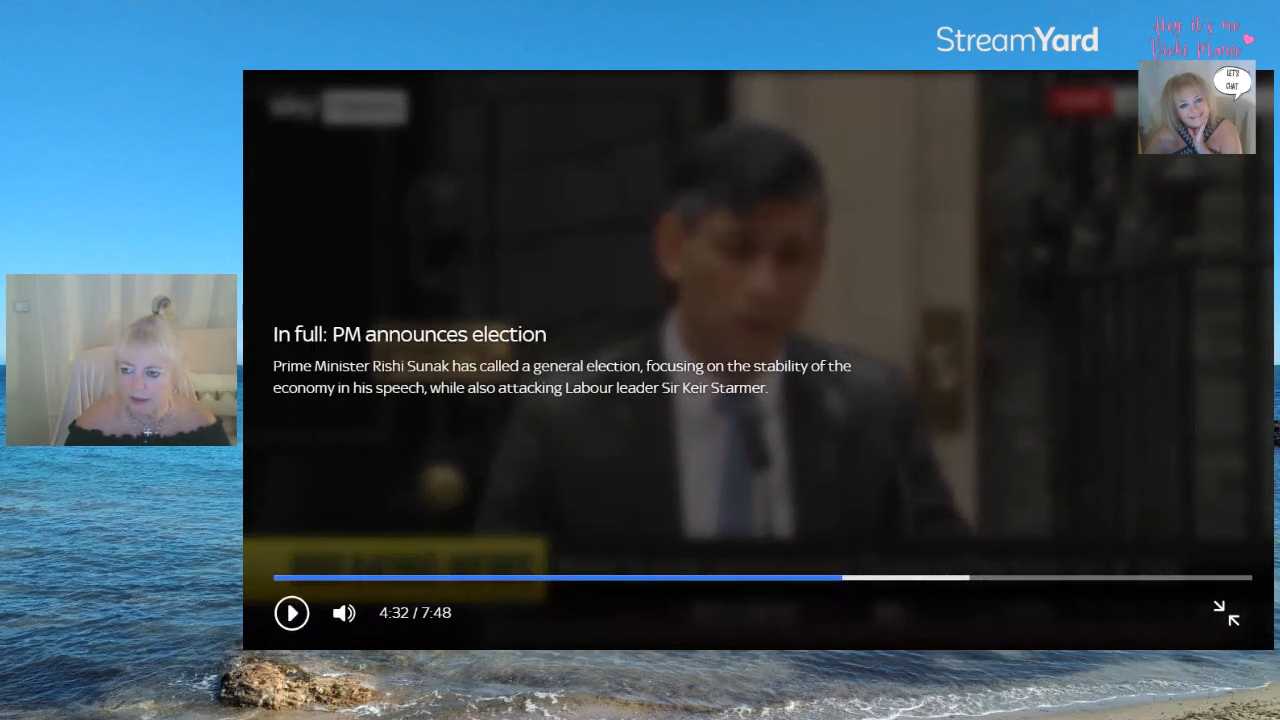 StreamYard
Hey it's me
Vicki Marie
LET'S
CHAT
In full: PM announces election
Prime Minister Rishi Sunak has called a general election, focusing on the stability of the
economy in his speech, while also attacking Labour leader Sir Keir Starmer.
4:32 / 7:48